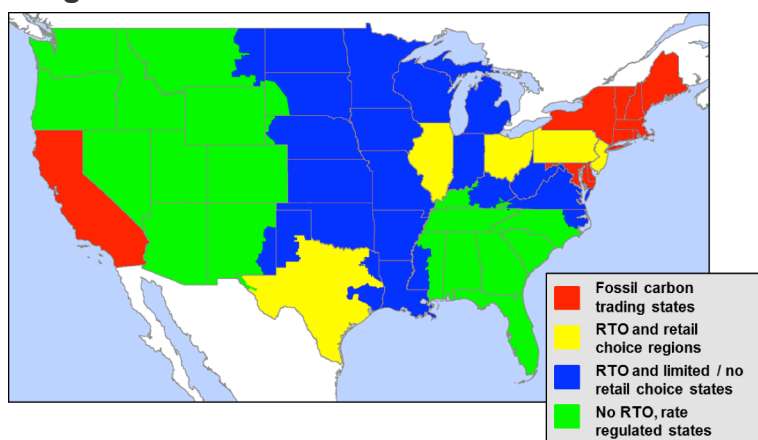 Fossil carbon
trading states
RTO and retail
choice regions
RTO and limited / no
retail choice states
No RTO, rate
regulated states